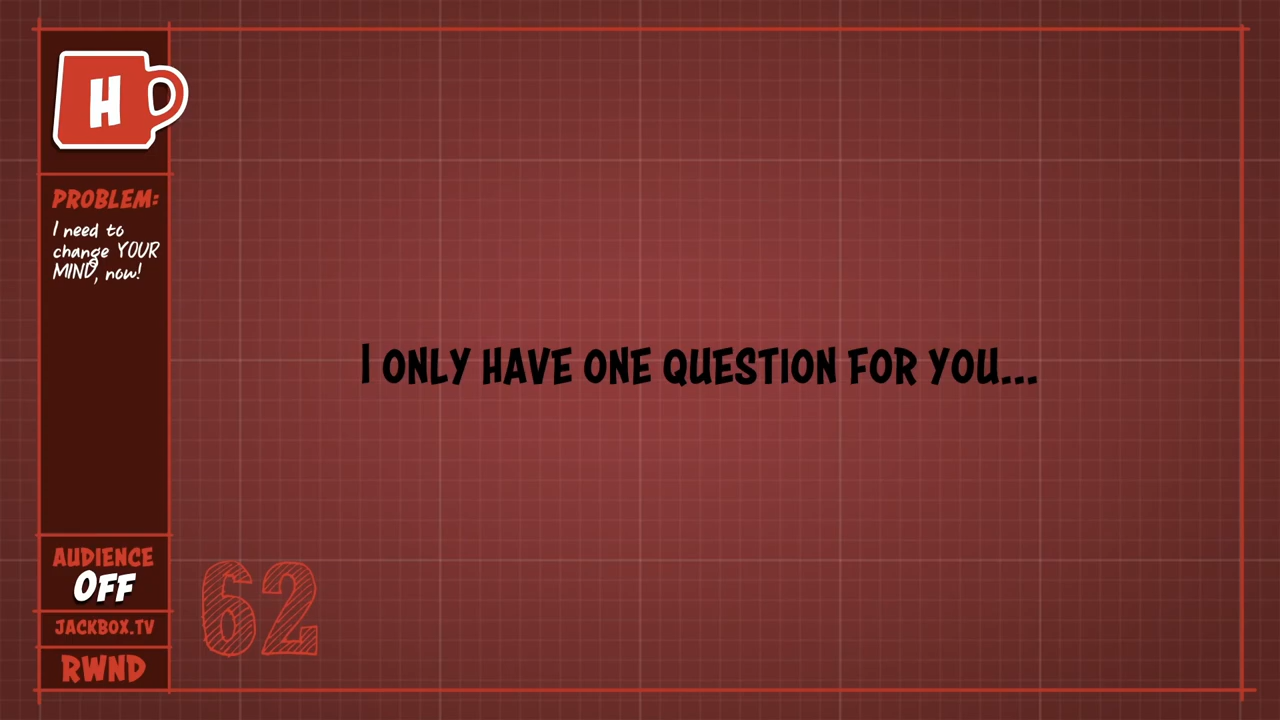 H
PROBLEM:
I need to
change YOUR
MIND, now!
I ONLY HAVE ONE QUESTION FOR YOU...
AUDIENCE
OFF
JACKBOX.TV
RWND
62